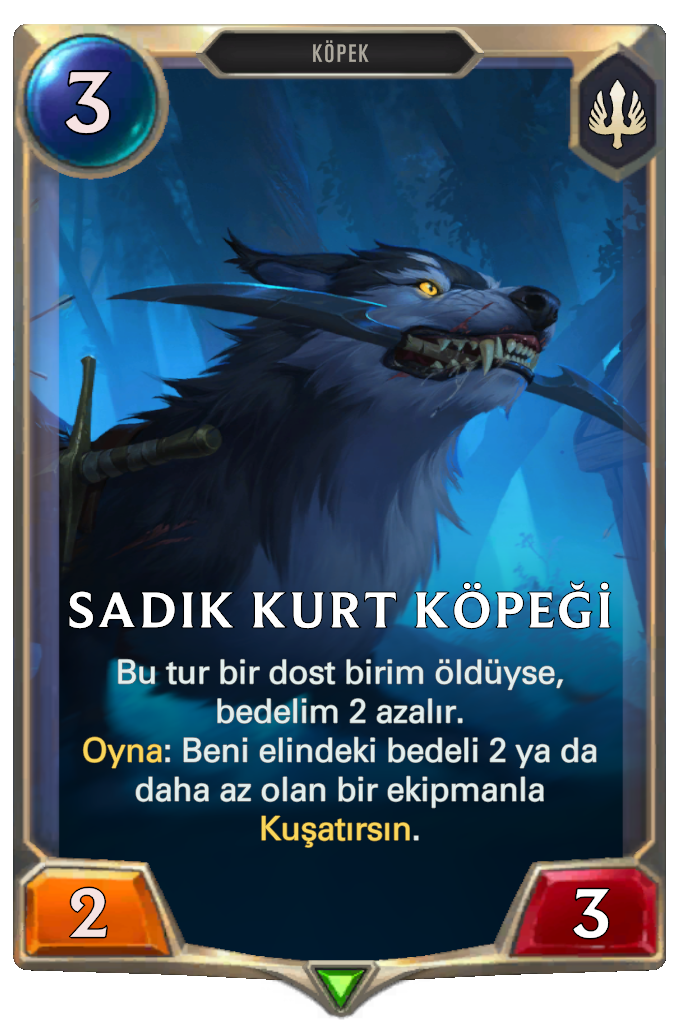 3
KÖPEK
SADIK KURT KÖPEĞİ
Bu tur bir dost birim öldüyse,
bedelim 2 azalır.
Oyna: Beni elindeki bedeli 2 ya da
daha az olan bir ekipmanla
Kuşatırsın.
2
3